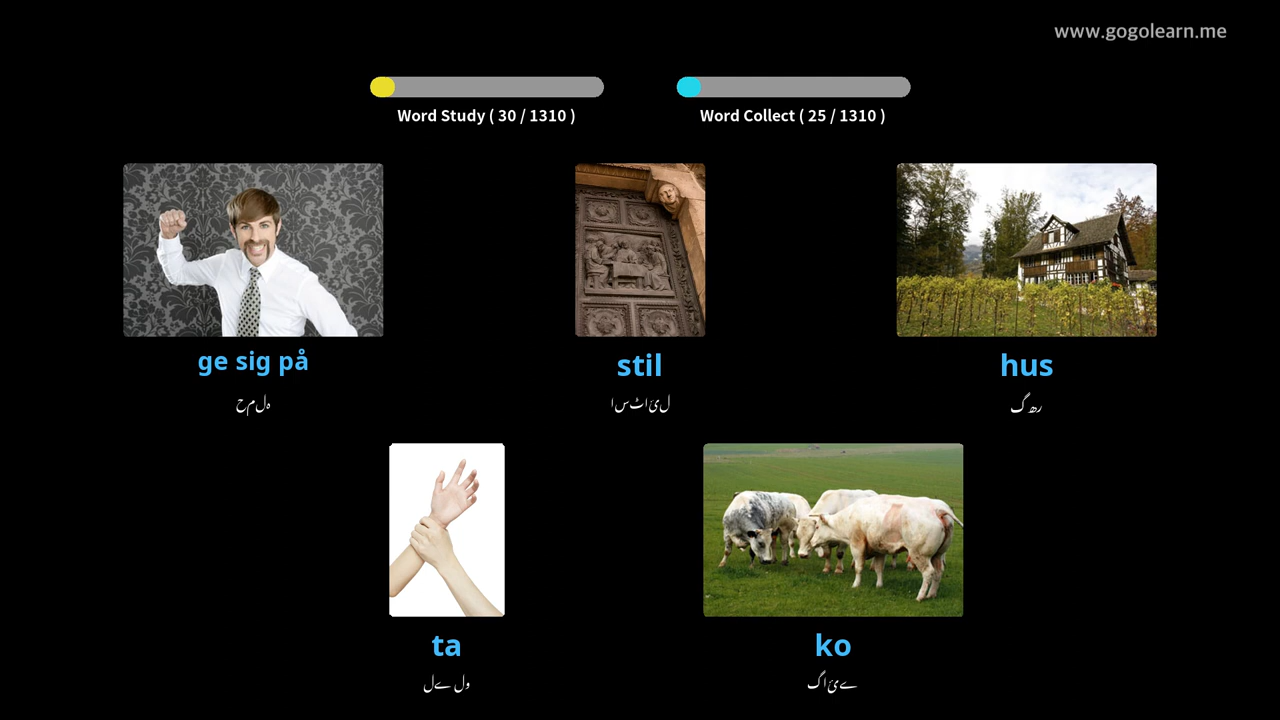 www.gogolearn.me
Word Study ( 30 / 1310 )
Word Collect ( 25 / 1310 )
ge sig på
stil
hus
حملہ
اسٹائل
گھر
ta
ko
لے لو
گائے